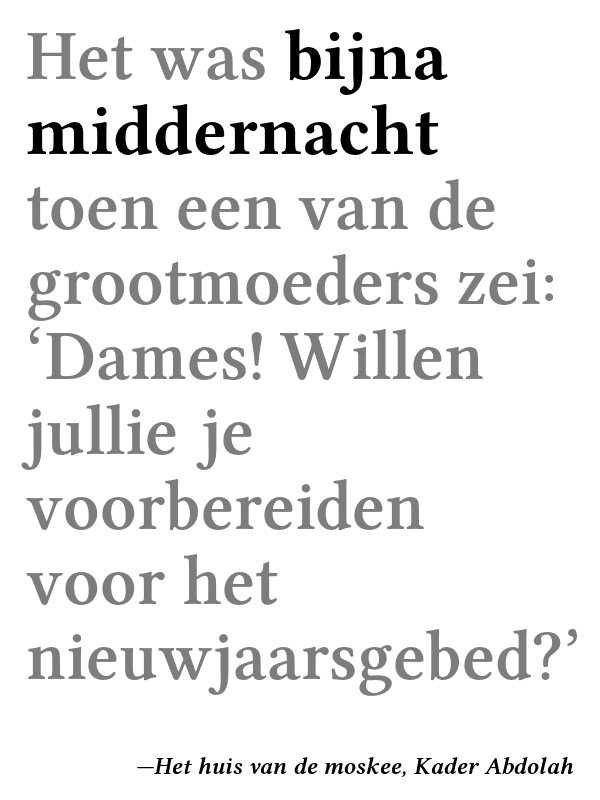 Het was bijna
middernacht
toen een van de
grootmoeders zei:
‘Dames! Willen
jullie je
voorbereiden
voor het
nieuwjaarsgebed?’
—Het huis van de moskee, Kader Abdolah